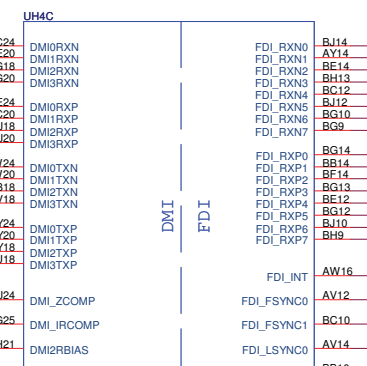 UH4C
DMI0RXN FDI_RXN0 BJ14
DMI1RXN FDI_RXN1 AY14
DMI2RXN FDI_RXN2 BE14
DMI3RXN FDI_RXN3 BH13
FDI_RXN4 BC12
DMI0RXP FDI_RXN5 BJ12
DMI1RXP FDI_RXN6 BG10
DMI2RXP FDI_RXN7 BG9
DMI3RXP
FDI_RXP0 BG14
DMI0TXN FDI_RXP1 BB14
DMI1TXN FDI_RXP2 BF14
DMI2TXN FDI_RXP3 BG13
DMI3TXN FDI_RXP4 BE12
FDI_RXP5 BG12
DMI0TXP FDI_RXP6 BJ10
DMI1TXP FDI_RXP7 BH9
DMI2TXP
DMI3TXP
DMI
FDI
FDI_INT AW16
DMI_ZCOMP FDI_FSYNC0 AV12
DMI_IRCOMP FDI_FSYNC1 BC10
DMI2RBIAS FDI_LSYNC0 AV14